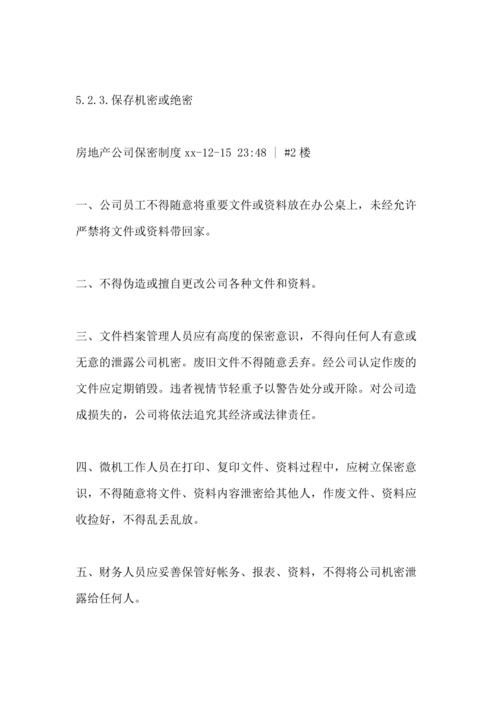 5.2.3.保存机密或绝密
房地产公司保密制度 xx-12-15 23:48 | #2 楼
一、公司员工不得随意将重要文件或资料放在办公桌上，未经允许
严禁将文件或资料带回家。
二、不得伪造或擅自更改公司各种文件和资料。
三、文件档案管理人员应有高度的保密意识，不得向任何人有意或
无意的泄露公司机密。废旧文件不得随意丢弃。经公司认定作废的
文件应定期销毁。违者视情节轻重予以警告处分或开除。对公司造
成损失的，公司将依法追究其经济或法律责任。
四、微机工作人员在打印、复印文件、资料过程中，应树立保密意
识，不得随意将文件、资料内容泄密给其他人，作废文件、资料应
收捡好，不得乱丢乱放。
五、财务人员应妥善保管好帐务、报表、资料，不得将公司机密泄
露给任何人。